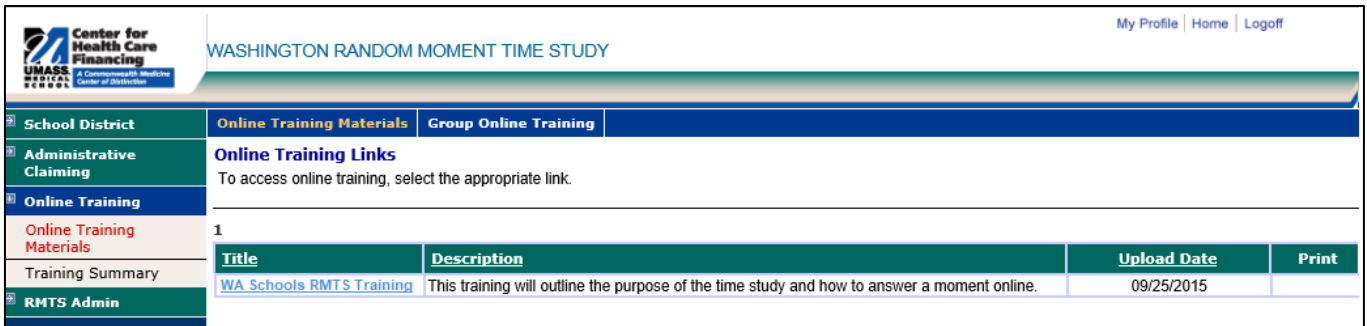 Center for
Health Care
Financing
UMASS
MEDICAL
SCHOOL
A Commonwealth Medicine
Center of Distinction
WASHINGTON RANDOM MOMENT TIME STUDY
My Profile | Home | Logoff
School District
Administrative
Claiming
Online Training
Online Training
Materials
Training Summary
RMTS Admin
Online Training Materials Group Online Training
Online Training Links
To access online training, select the appropriate link.
1
Title Description Upload Date Print
WA Schools RMTS Training This training will outline the purpose of the time study and how to answer a moment online. 09/25/2015